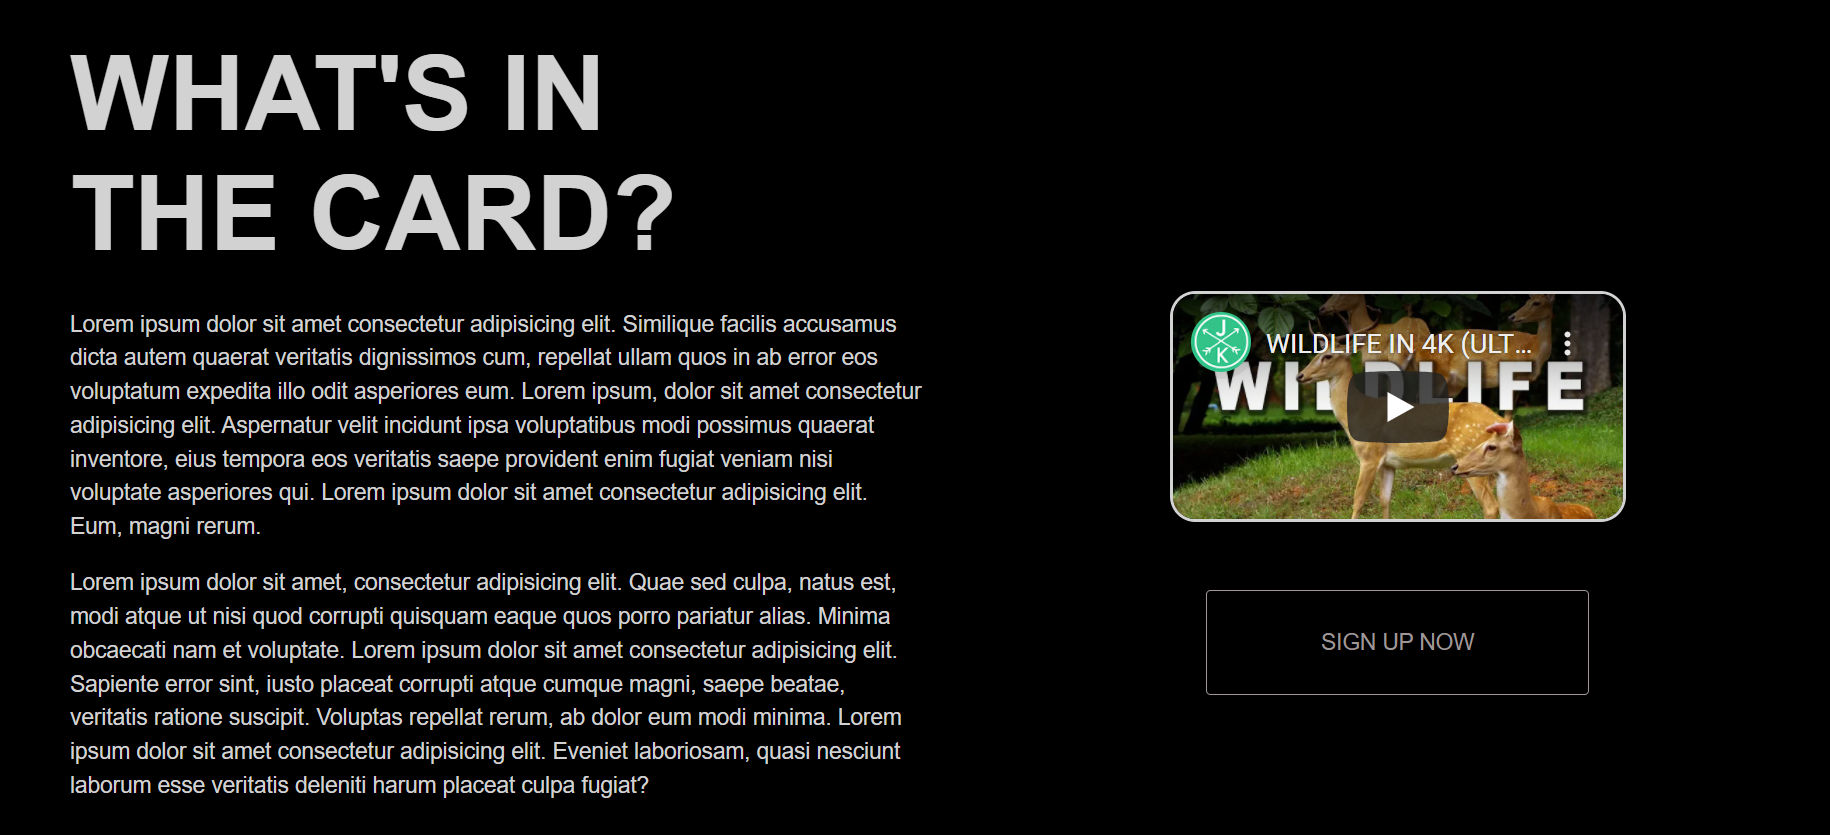 WHAT'S IN
THE CARD?
Lorem ipsum dolor sit amet consectetur adipisicing elit. Similique facilis accusamus
dicta autem quaerat veritatis dignissimos cum, repellat ullam quos in ab error eos
voluptatum expedita illo odit asperiores eum. Lorem ipsum, dolor sit amet consectetur
adipisicing elit. Aspernatur velit incidunt ipsa voluptatibus modi possimus quaerat
inventore, eius tempora eos veritatis saepe provident enim fugiat veniam nisi
voluptate asperiores qui. Lorem ipsum dolor sit amet consectetur adipisicing elit.
Eum, magni rerum.
Lorem ipsum dolor sit amet, consectetur adipisicing elit. Quae sed culpa, natus est,
modi atque ut nisi quod corrupti quisquam eaque quos porro pariatur alias. Minima
obcaecati nam et voluptate. Lorem ipsum dolor sit amet consectetur adipisicing elit.
Sapiente error sint, iusto placeat corrupti atque cumque magni, saepe beatae,
veritatis ratione suscipit. Voluptas repellat rerum, ab dolor eum modi minima. Lorem
ipsum dolor sit amet consectetur adipisicing elit. Eveniet laboriosam, quasi nesciunt
laborum esse veritatis deleniti harum placeat culpa fugiat?
J
K
WILDLIFE IN 4K (ULT...
WILDLIFE
SIGN UP NOW